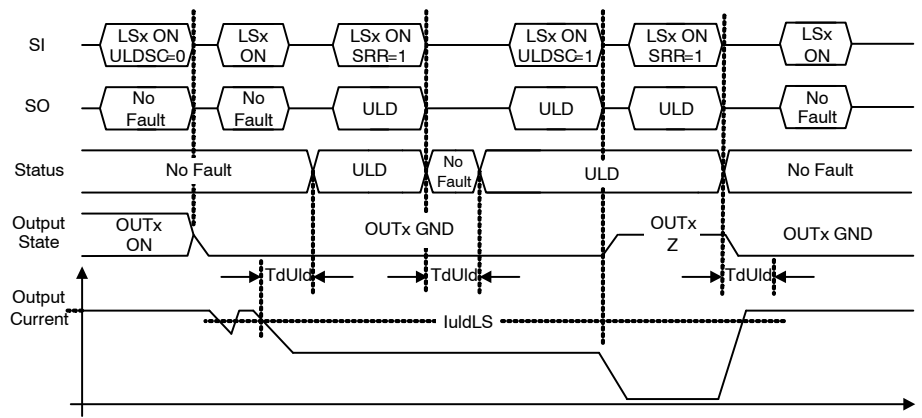 SI
LSx ON
ULDSC=0
LSx
ON
LSx ON
SRR=1
LSx ON
ULDSC=1
LSx ON
SRR=1
LSx
ON
SO
No
Fault
No
Fault
ULD
ULD
ULD
No
Fault
Status
No Fault
ULD
No
Fault
ULD
No Fault
Output
State
OUTx
ON
OUTx GND
OUTx
Z
OUTx GND
TdUld
TdUld
TdUld
Output
Current
IuldLS